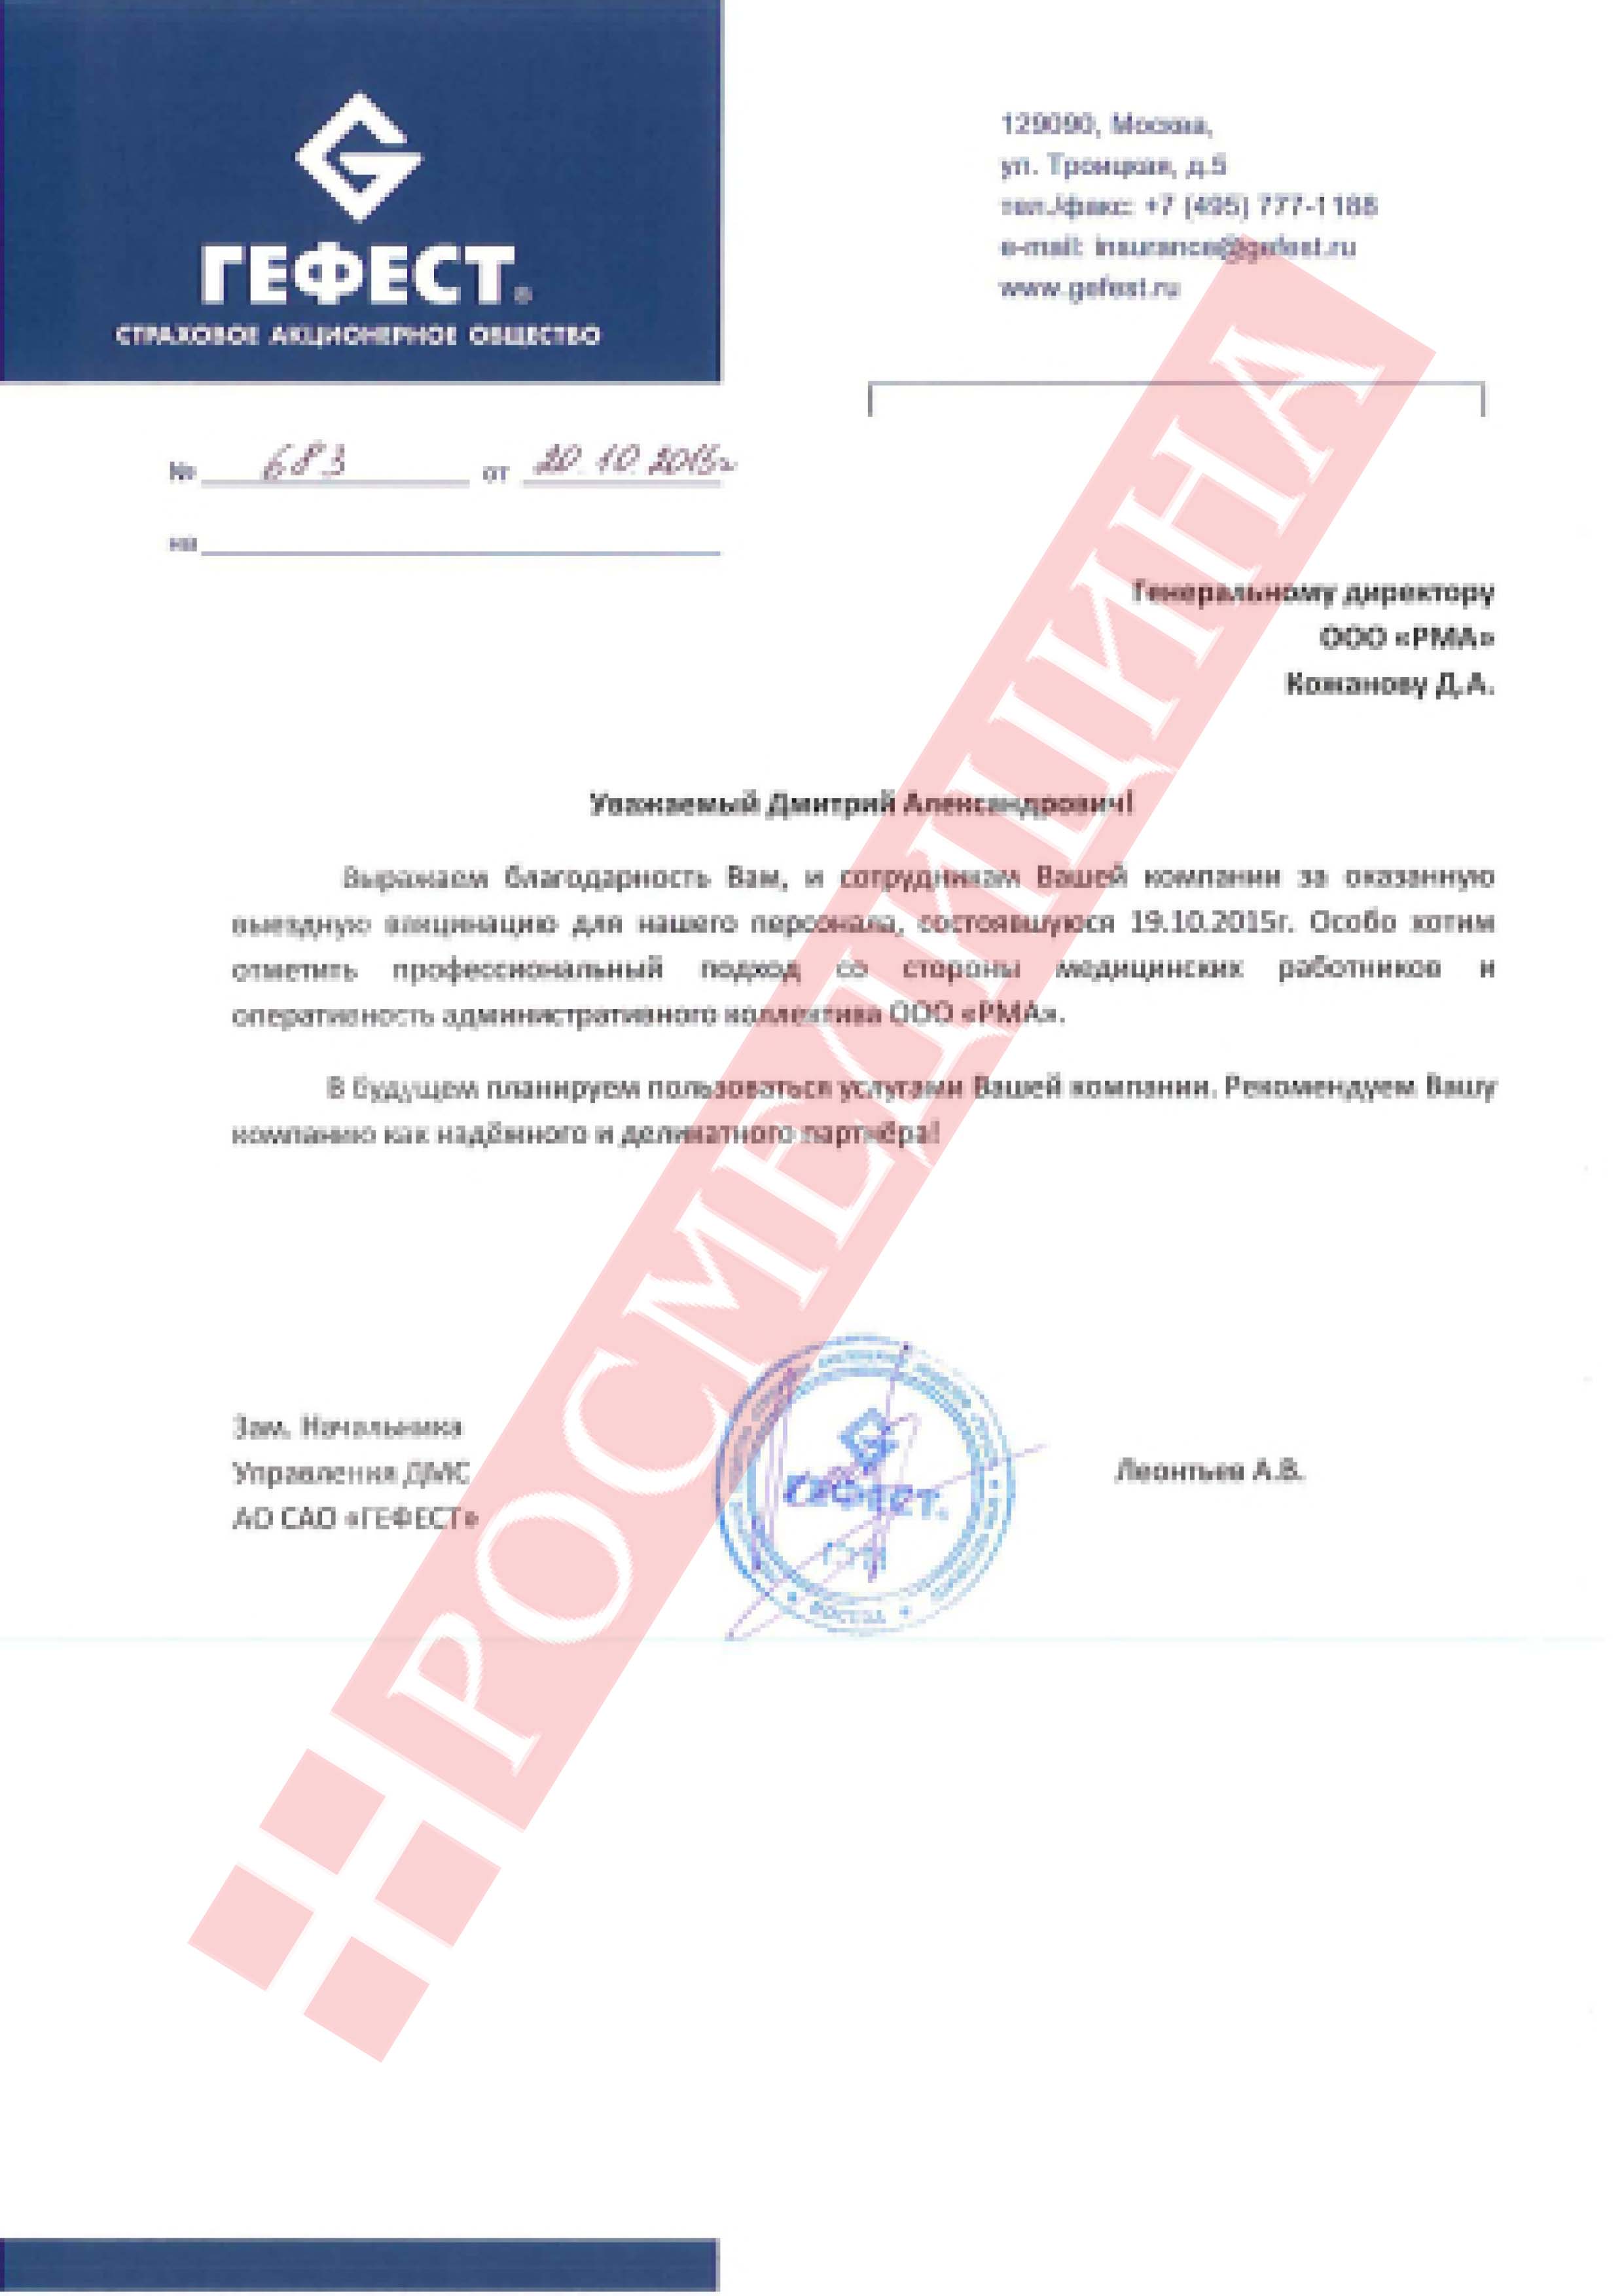 ГЕФЕСТ®
СТРАХОВОЕ АКЦИОНЕРНОЕ ОБЩЕСТВО
129090, Москва,
ул. Троицкая, д.5
тел./факс: +7 (495) 777-1188
e-mail: insurance@gefest.ru
www.gefest.ru
№ 683 от 20.10.2015г
на
Генеральному директору
ООО «РМА»
Кожанову Д.А.
Уважаемый Дмитрий Александрович!
Выражаем благодарность Вам, и сотрудникам Вашей компании за оказанную
выездную вакцинацию для нашего персонала, состоявшуюся 19.10.2015г. Особо хотим
отметить профессиональный подход со стороны медицинских работников и
оперативность административного коллектива ООО «РМА».
В будущем планируем пользоваться услугами Вашей компании. Рекомендуем Вашу
компанию как надёжного и деликатного партнёра!
Зам. Начальника
Управления ДМС
АО САО «ГЕФЕСТ»
Леонтьев А.В.
ГЕФЕСТ.
МОСКВА
РОСМЕДИЦИНА